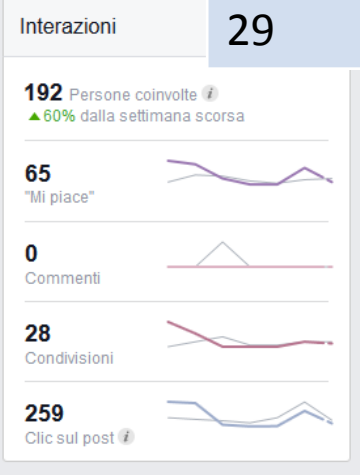 Interazioni
29
192 Persone coinvolte i
▲60% dalla settimana scorsa
65
"Mi piace"
0
Commenti
28
Condivisioni
259
Clic sul post i